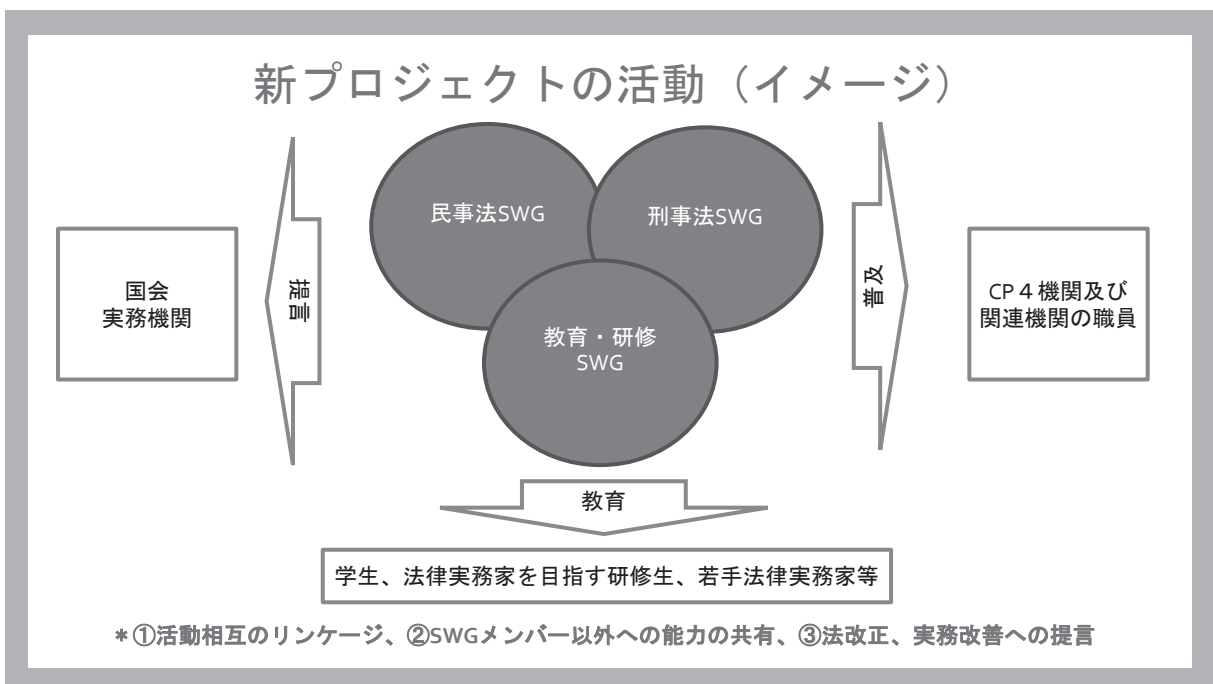 新プロジェクトの活動（イメージ）
民事法SWG
刑事法SWG
教育・研修
SWG
国会
実務機関
提言
普及
CP４機関及び
関連機関の職員
教育
学生、法律実務家を目指す研修生、若手法律実務家等
＊①活動相互のリンケージ、②SWGメンバー以外への能力の共有、③法改正、実務改善への提言